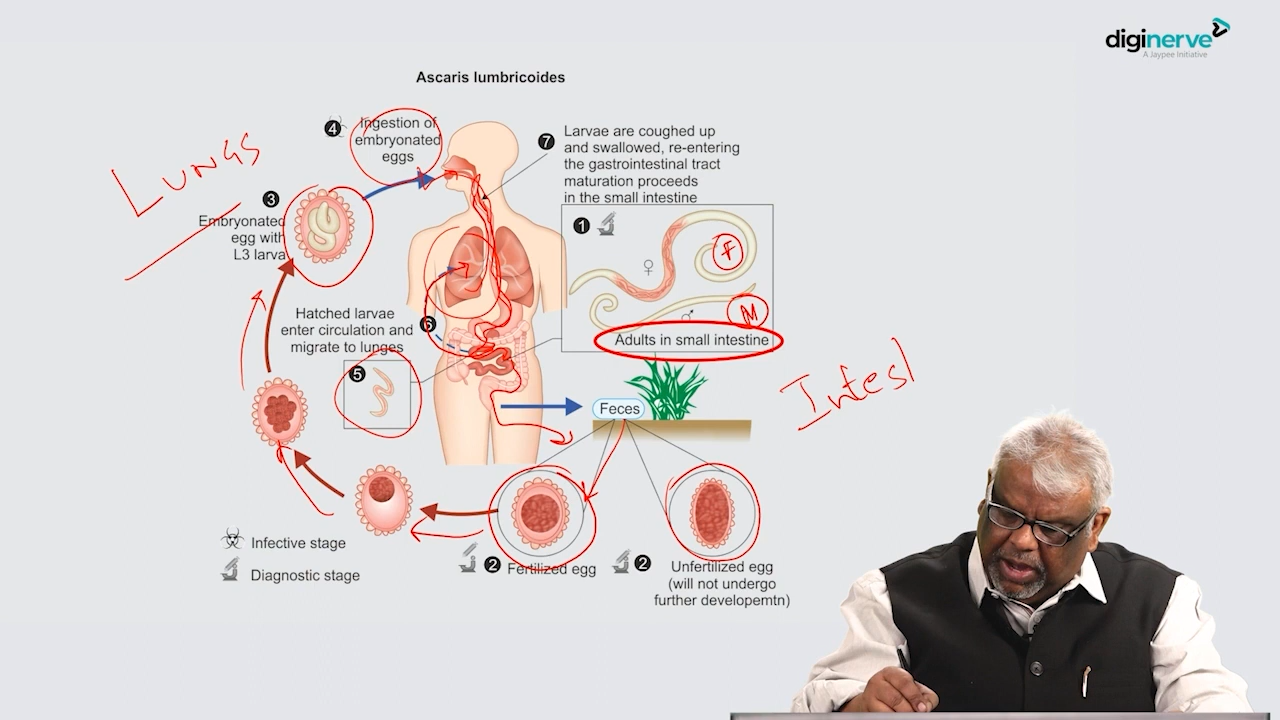 diginerve
A Jaypee Initiative
Ascaris lumbricoides
4
Ingestion of
embryonated
eggs
7
Larvae are coughed up
and swallowed, re-entering
the gastrointestinal tract
maturation proceeds
in the small intestine
LUNGS
3
Embryonated
egg with
L3 larva
1
♀
F
♂
M
Adults in small intestine
Hatched larvae
enter circulation and
migrate to lunges
6
5
Feces
Intest
2
Fertilized egg
2
Unfertilized egg
(will not undergo
further developemtn)
Infective stage
Diagnostic stage